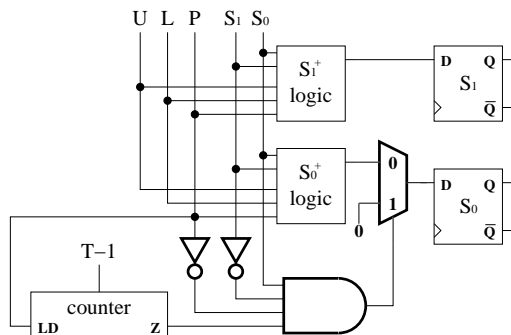 U L P S₁ S₀
S₁⁺ logic
D Q
S₁
Q̅
S₀⁺ logic
0
1
0
D Q
S₀
Q̅
T−1
counter
LD Z